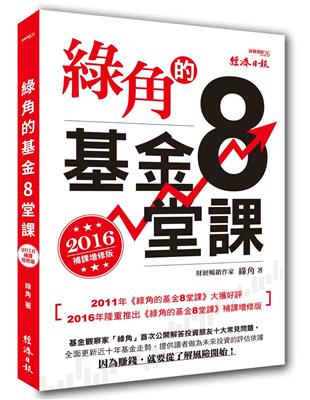 經濟日報
綠角的
基金8
堂課
2016
補課增修版
財經暢銷作家 綠角 著
2011年《綠角的基金8堂課》大獲好評
2016年隆重推出《綠角的基金8堂課》補課增修版
基金觀察家「綠角」首次公開解答投資朋友十大常見問題，
全面更新近十年基金走勢，提供讀者做為未來投資的評估依據
因為賺錢，就要從了解風險開始！
綠角的基金8堂課
2016
補課增修版
綠角 著
經濟日報